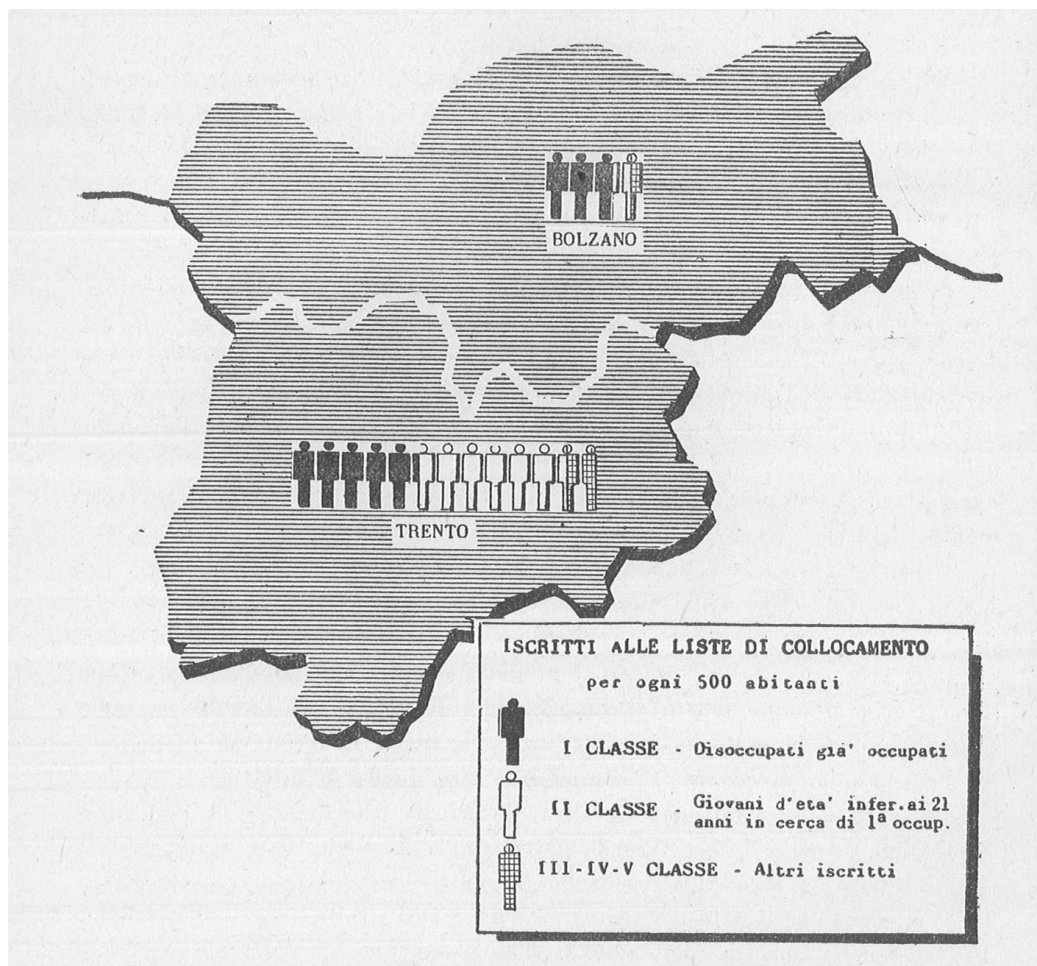 BOLZANO
TRENTO
ISCRITTI ALLE LISTE DI COLLOCAMENTO
per ogni 500 abitanti
I CLASSE - Disoccupati già' occupati
II CLASSE - Giovani d'età' infer.ai 21
anni in cerca di 1ª occup.
III-IV-V CLASSE - Altri iscritti